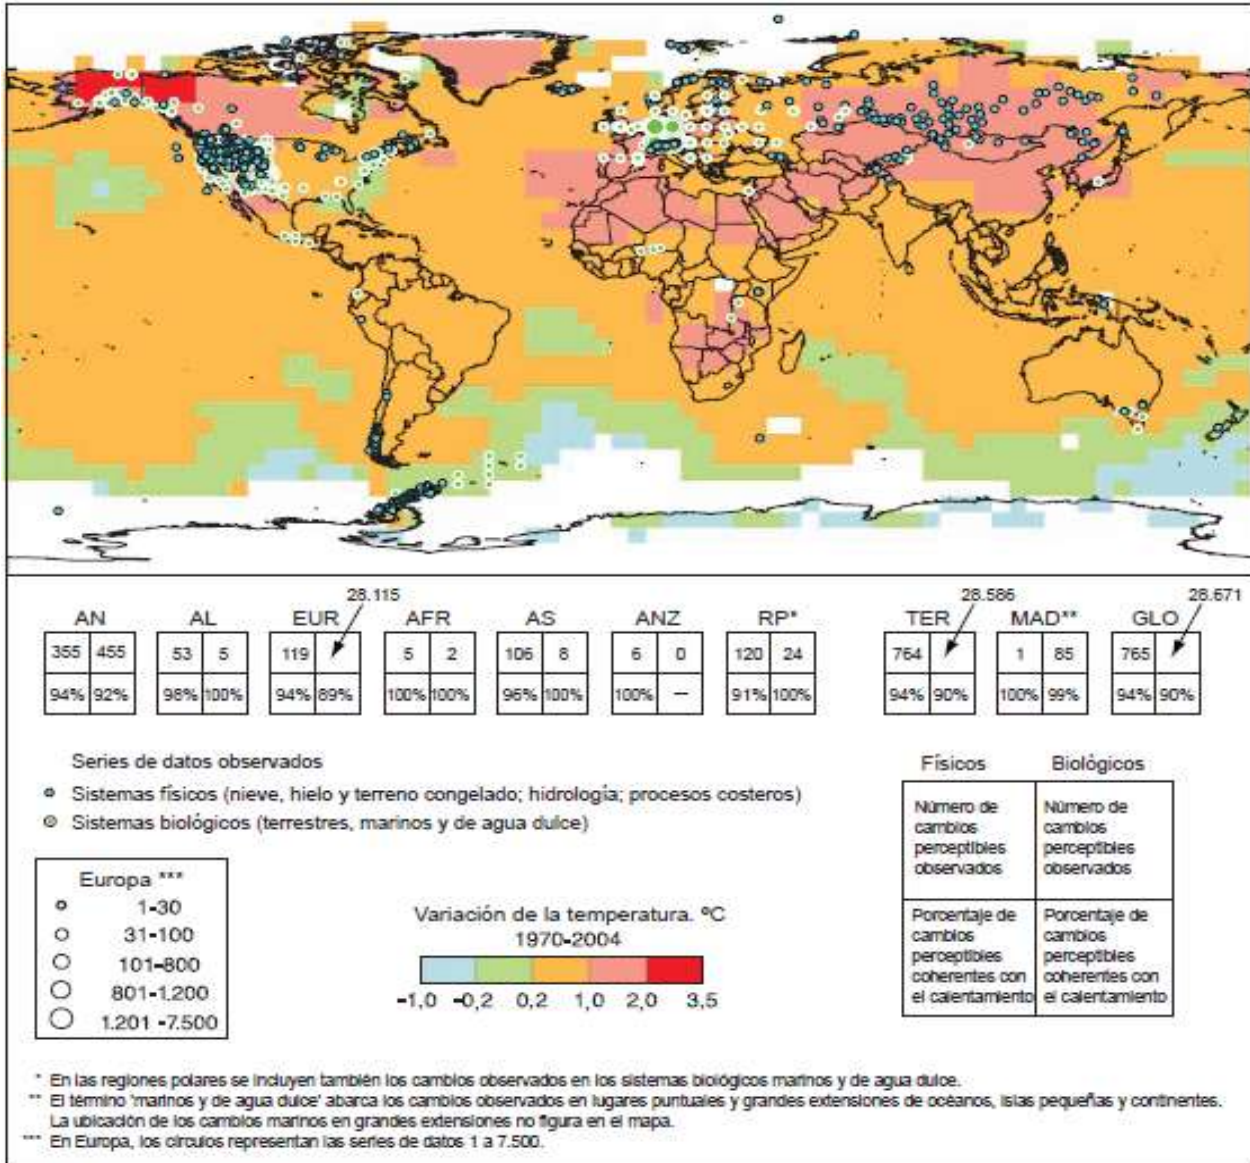 28.115
28.586
28.671
AN AL EUR AFR AS ANZ RP* TER MAD** GLO
355 455 53 5 119 5 2 106 8 6 0 120 24 764 1 85 765
94% 92% 98% 100% 94% 89% 100% 100% 96% 100% 100% — 91% 100% 94% 90% 100% 99% 94% 90%
Series de datos observados
Sistemas físicos (nieve, hielo y terreno congelado; hidrología; procesos costeros)
Sistemas biológicos (terrestres, marinos y de agua dulce)
Europa ***
1-30
31-100
101-800
801-1.200
1.201 -7.500
Variación de la temperatura. ºC
1970-2004
-1,0 -0,2 0,2 1,0 2,0 3,5
Físicos Biológicos
Número de
cambios
perceptibles
observados
Número de
cambios
perceptibles
observados
Porcentaje de
cambios
perceptibles
coherentes con
el calentamiento
Porcentaje de
cambios
perceptibles
coherentes con
el calentamiento
* En las regiones polares se incluyen también los cambios observados en los sistemas biológicos marinos y de agua dulce.
** El término 'marinos y de agua dulce' abarca los cambios observados en lugares puntuales y grandes extensiones de océanos, islas pequeñas y continentes.
La ubicación de los cambios marinos en grandes extensiones no figura en el mapa.
*** En Europa, los círculos representan las series de datos 1 a 7.500.